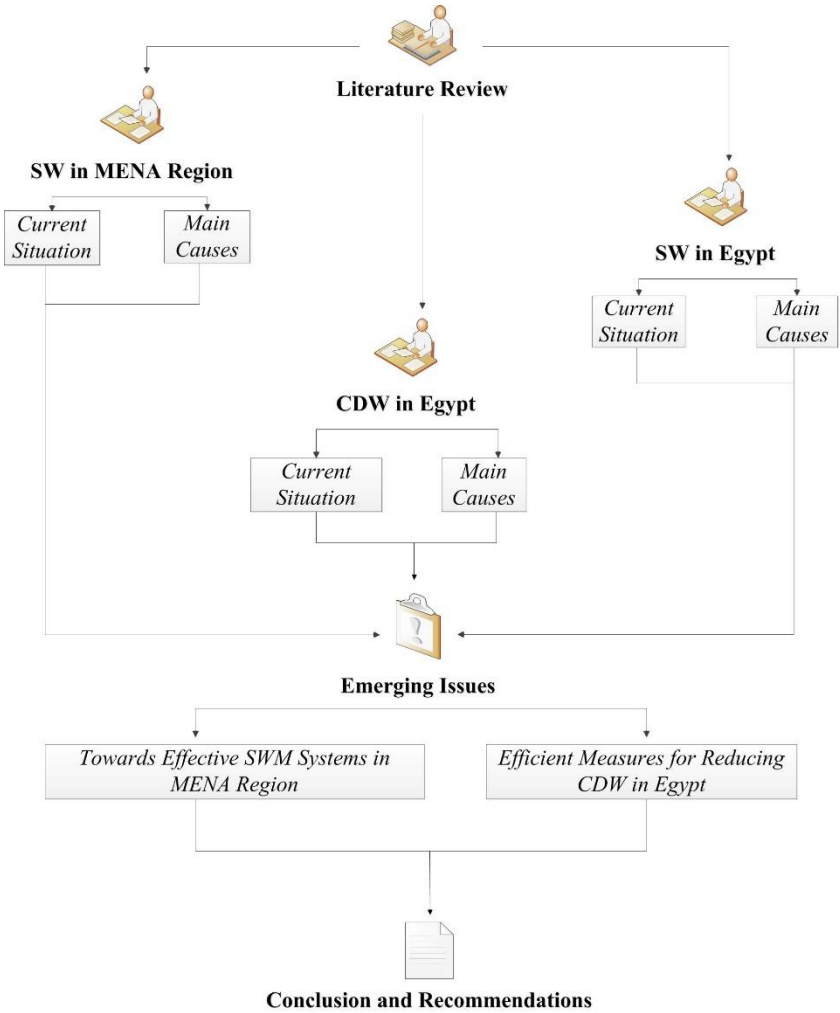 Literature Review
SW in MENA Region
Current
Situation
Main
Causes
SW in Egypt
Current
Situation
Main
Causes
CDW in Egypt
Current
Situation
Main
Causes
Emerging Issues
Towards Effective SWM Systems in
MENA Region
Efficient Measures for Reducing
CDW in Egypt
Conclusion and Recommendations